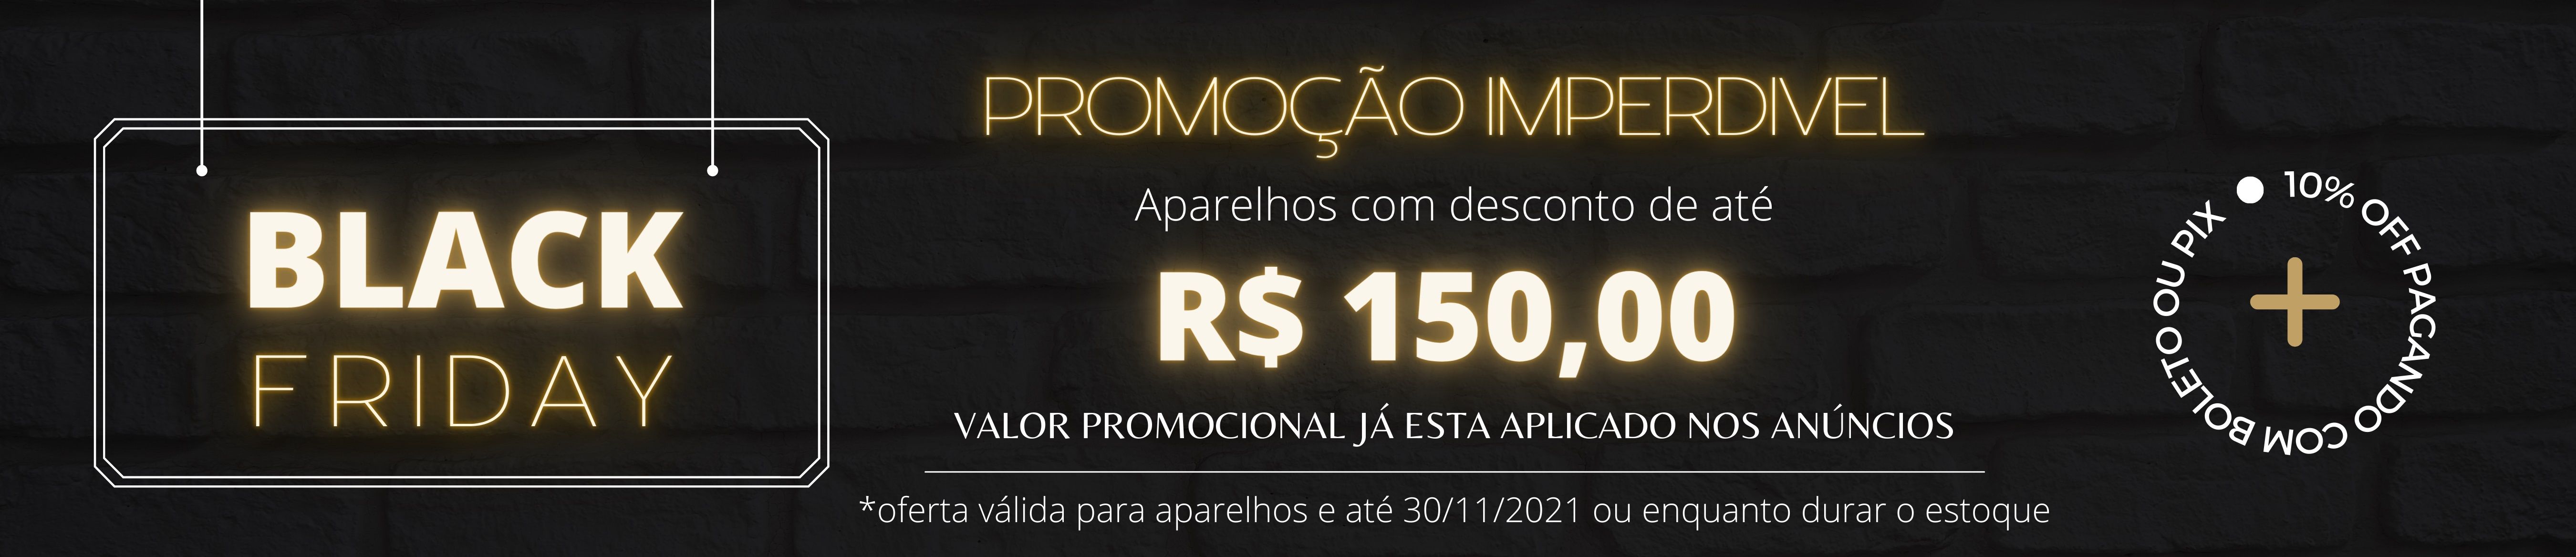 BLACK
FRIDAY
PROMOÇÃO IMPERDIVEL
Aparelhos com desconto de até
R$ 150,00
VALOR PROMOCIONAL JÁ ESTA APLICADO NOS ANÚNCIOS
*oferta válida para aparelhos e até 30/11/2021 ou enquanto durar o estoque
10% OFF PAGANDO COM BOLETO OU PIX
+